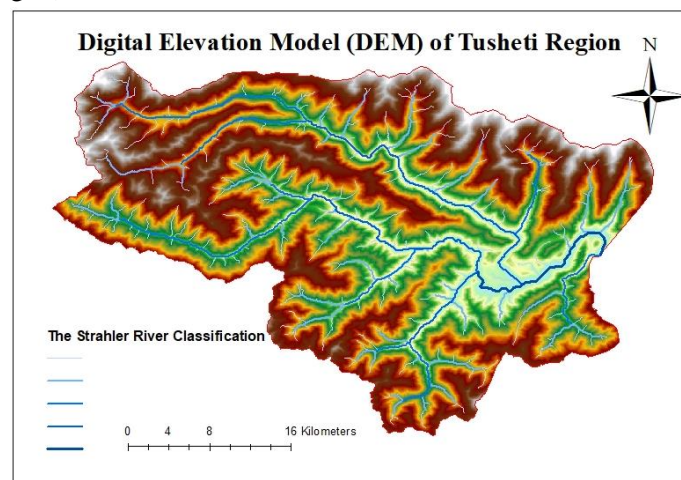 Digital Elevation Model (DEM) of Tusheti Region
N
The Strahler River Classification
0 4 8 16 Kilometers